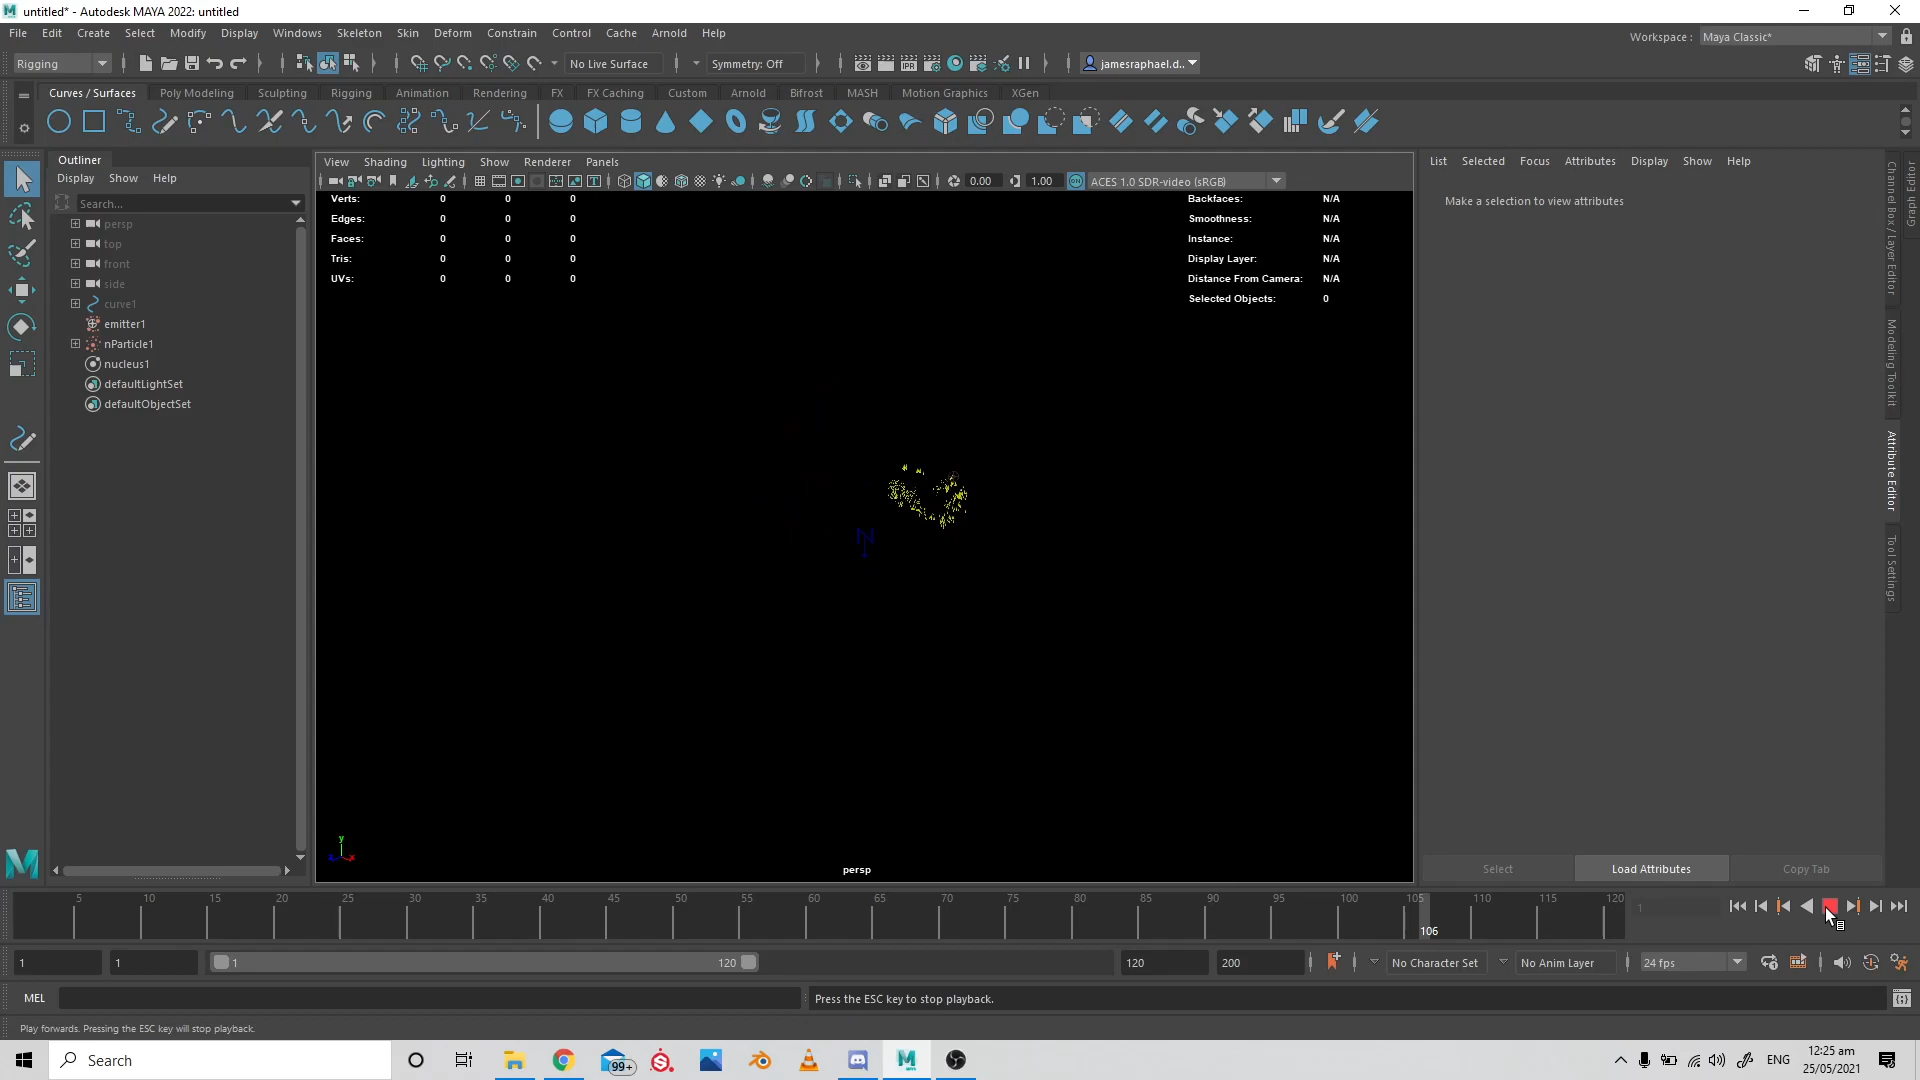 untitled* - Autodesk MAYA 2022: untitled
File Edit Create Select Modify Display Windows Skeleton Skin Deform Constrain Control Cache Arnold Help
Workspace : Maya Classic*
Rigging No Live Surface Symmetry: Off jamesraphael.d..
Curves / Surfaces Poly Modeling Sculpting Rigging Animation Rendering FX FX Caching Custom Arnold Bifrost MASH Motion Graphics XGen
Outliner
Display Show Help
Search...
persp
top
front
side
curve1
emitter1
nParticle1
nucleus1
defaultLightSet
defaultObjectSet
View Shading Lighting Show Renderer Panels
0.00 1.00 ON ACES 1.0 SDR-video (sRGB)
Verts: 0 0 0
Edges: 0 0 0
Faces: 0 0 0
Tris: 0 0 0
UVs: 0 0 0
Backfaces: N/A
Smoothness: N/A
Instance: N/A
Display Layer: N/A
Distance From Camera: N/A
Selected Objects: 0
N
y
z x
persp
List Selected Focus Attributes Display Show Help
Make a selection to view attributes
Select Load Attributes Copy Tab
Channel Box / Layer Editor
Modeling Toolkit
Attribute Editor
Tool Settings
Graph Editor
5 10 15 20 25 30 35 40 45 50 55 60 65 70 75 80 85 90 95 100 105 110 115 120
106
1
1 1 1 120 120 200 No Character Set No Anim Layer 24 fps
MEL Press the ESC key to stop playback.
Play forwards. Pressing the ESC key will stop playback.
Search 99+ ENG 12:25 am
25/05/2021